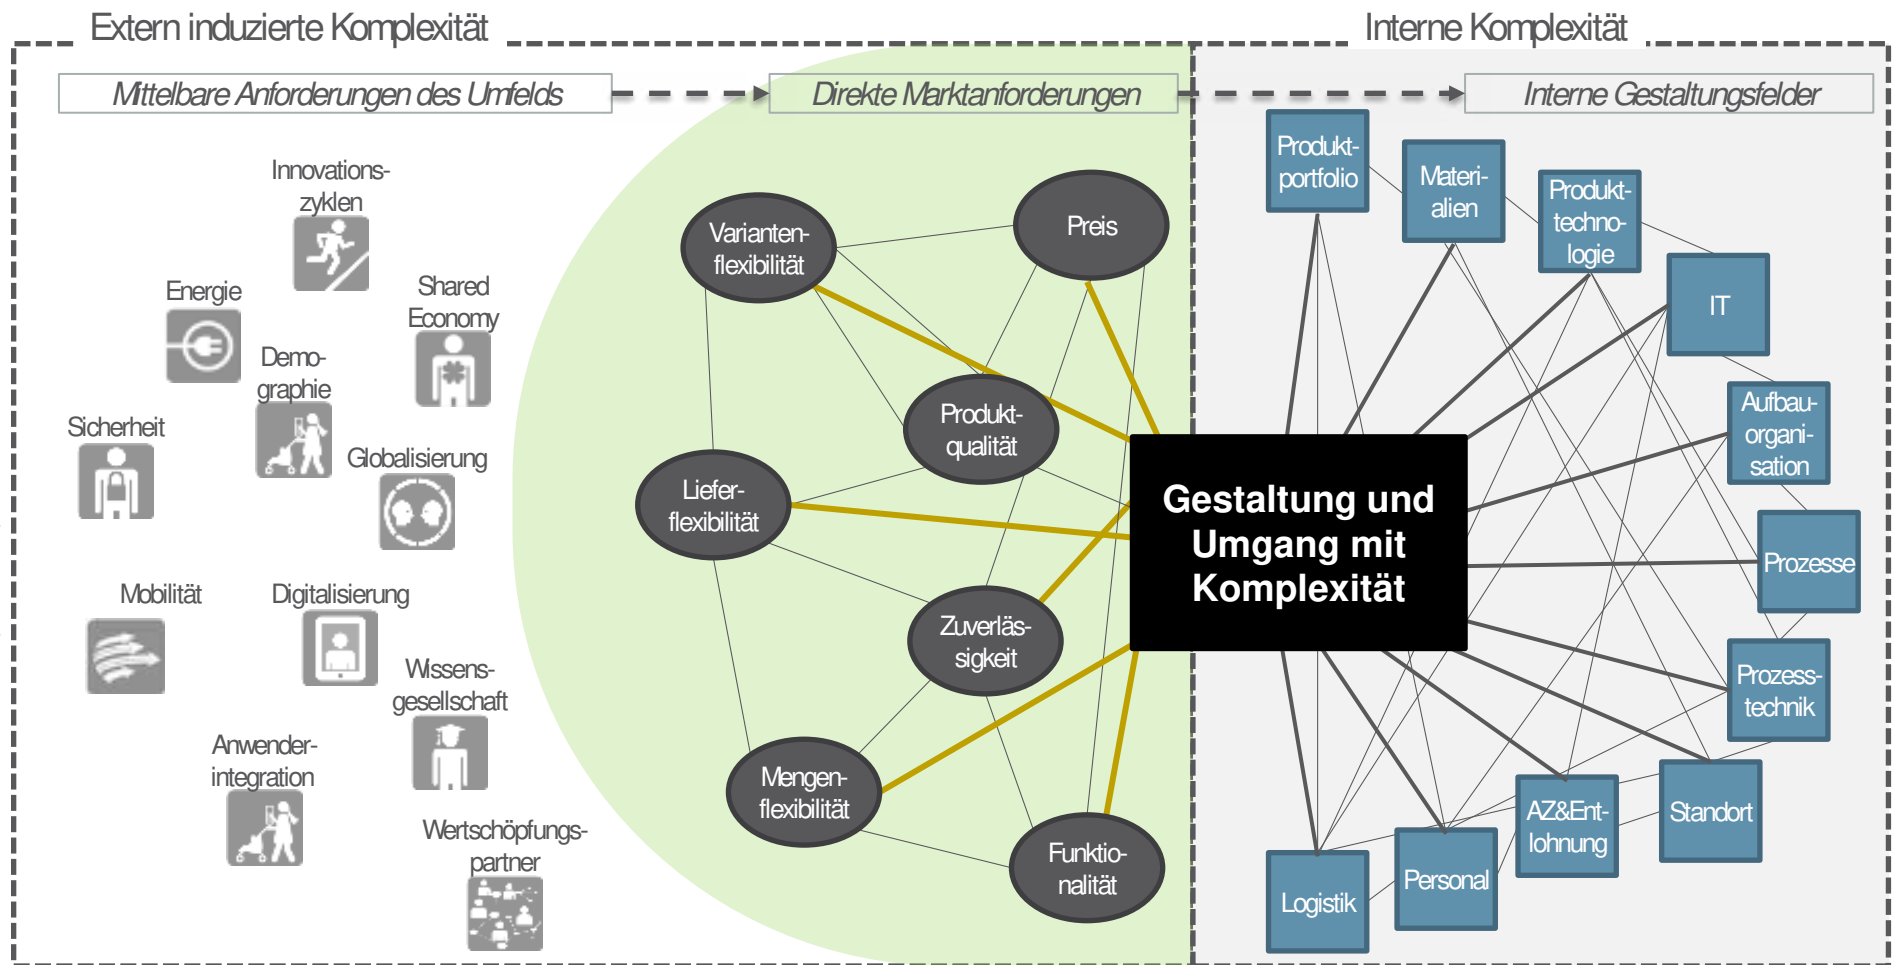 Extern induzierte Komplexität
Interne Komplexität
Mittelbare Anforderungen des Umfelds
Direkte Marktanforderungen
Interne Gestaltungsfelder
Innovations-
zyklen
Energie
Shared
Economy
Demo-
graphie
Sicherheit
Globalisierung
Mobilität
Digitalisierung
Wissens-
gesellschaft
Anwender-
integration
Wertschöpfungs-
partner
Varianten-
flexibilität
Preis
Produkt-
qualität
Liefer-
flexibilität
Zuverläs-
sigkeit
Mengen-
flexibilität
Funktio-
nalität
Gestaltung und
Umgang mit
Komplexität
Produkt-
portfolio
Materi-
alien
Produkt-
techno-
logie
IT
Aufbau-
organi-
sation
Prozesse
Prozess-
technik
Standort
AZ&Ent-
lohnung
Personal
Logistik